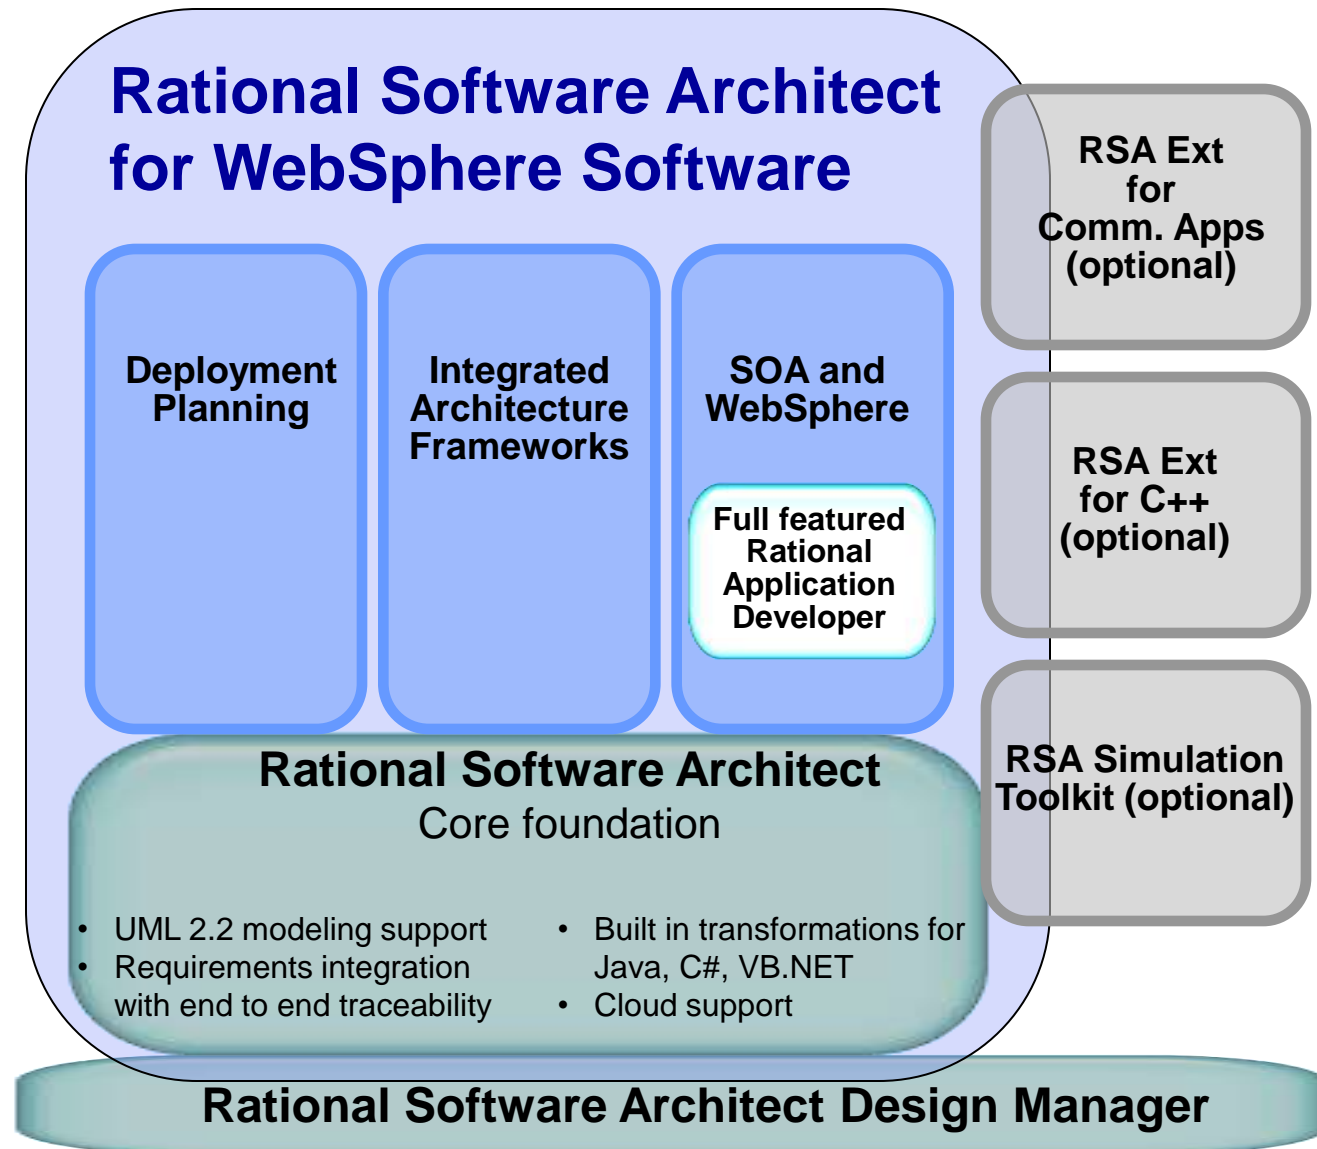 Rational Software Architect
for WebSphere Software
RSA Ext
for
Comm. Apps
(optional)
Deployment
Planning
Integrated
Architecture
Frameworks
SOA and
WebSphere
Full featured
Rational
Application
Developer
RSA Ext
for C++
(optional)
RSA Simulation
Toolkit (optional)
Rational Software Architect
Core foundation
• UML 2.2 modeling support
• Requirements integration
with end to end traceability
• Built in transformations for
Java, C#, VB.NET
• Cloud support
Rational Software Architect Design Manager